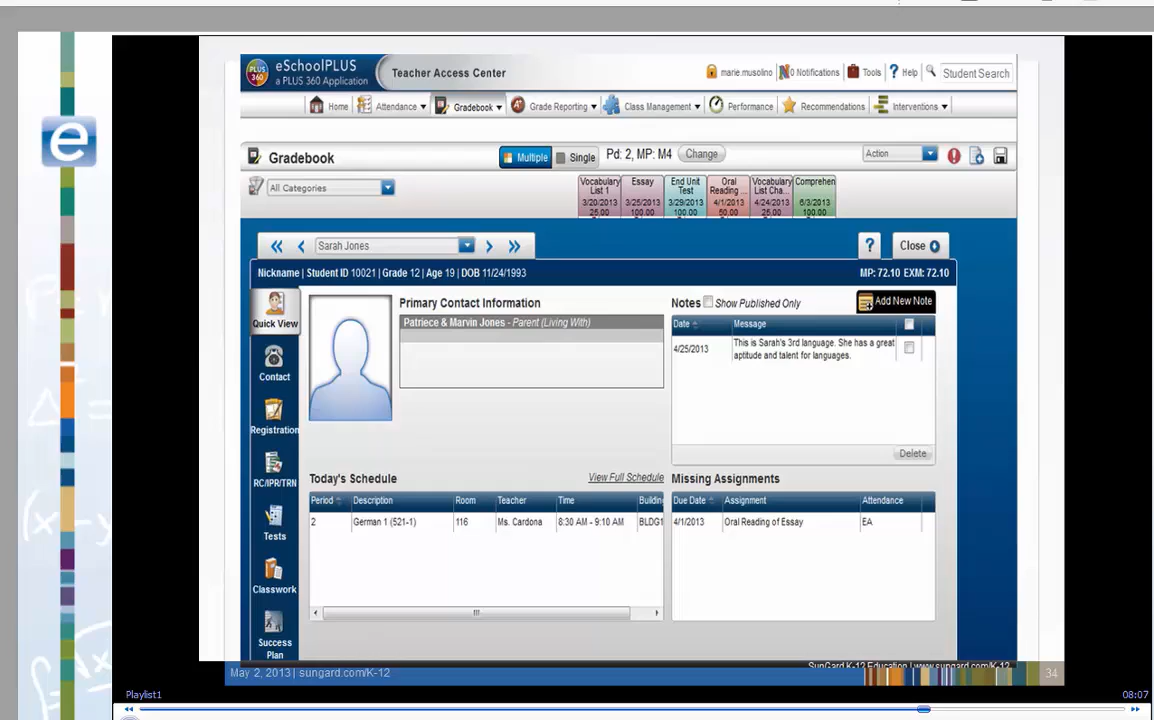 e
PLUS 360
eSchoolPLUS
a PLUS 360 Application
Teacher Access Center
marie.musolino
0 Notifications
Tools
? Help
Student Search
Home
Attendance
Gradebook
Grade Reporting
Class Management
Performance
Recommendations
Interventions
Gradebook
Multiple
Single
Pd: 2, MP: M4
Change
Action
All Categories
Vocabulary List 1 3/20/2013 25.00
Essay 3/25/2013 100.00
End Unit Test 3/29/2013 100.00
Oral Reading ... 4/1/2013 50.00
Vocabulary List Cha... 4/24/2013 25.00
Comprehen 6/3/2013 100.00
Sarah Jones
?
Close
Nickname | Student ID 10021 | Grade 12 | Age 19 | DOB 11/24/1993
MP: 72.10 EXM: 72.10
Quick View
Contact
Registration
RC/IPR/TRN
Tests
Classwork
Success
Plan
Primary Contact Information
Patriece & Marvin Jones - Parent (Living With)
Notes
Show Published Only
Add New Note
Date
Message
4/25/2013
This is Sarah's 3rd language. She has a great
aptitude and talent for languages.
Delete
Today's Schedule
View Full Schedule
Period Description Room Teacher Time Buildin
2 German 1 (521-1) 116 Ms. Cardona 8:30 AM - 9:10 AM BLDG1
Missing Assignments
Due Date Assignment Attendance
4/1/2013 Oral Reading of Essay EA
May 2, 2013 | sungard.com/K-12
SunGard K-12 Education | www.sungard.com/K-12
34
Playlist1
08:07